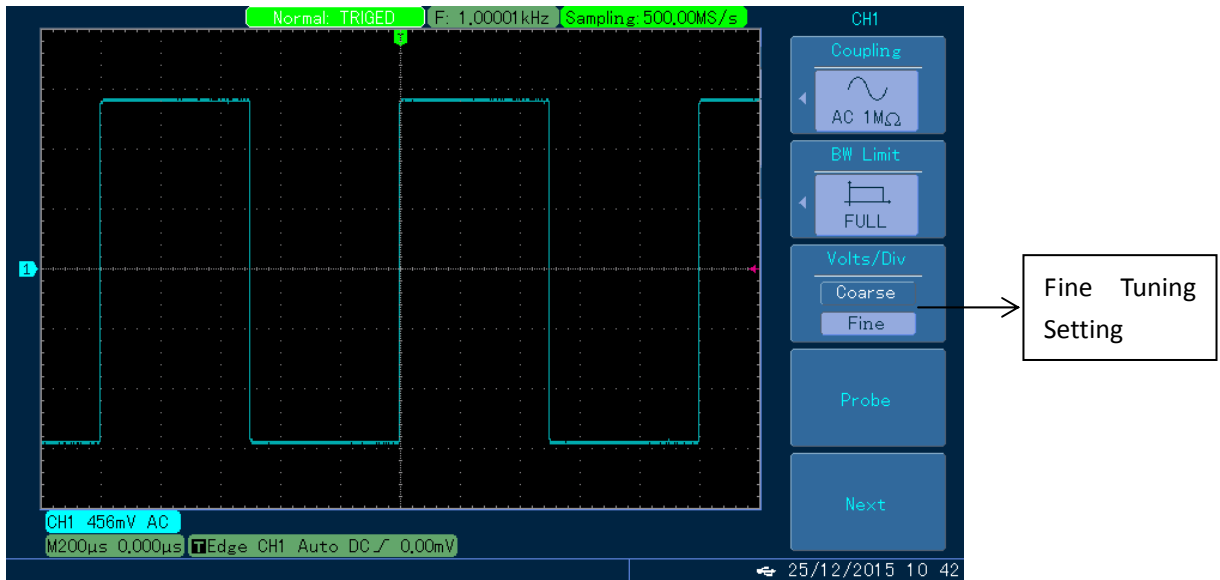 Normal: TRIGED F: 1.00001kHz Sampling:500.00MS/s CH1
T
Coupling
AC 1MΩ
BW Limit
FULL
1
Volts/Div
Coarse
Fine
Fine Tuning
Setting
Probe
Next
CH1 456mV AC
M200μs 0.000μs T Edge CH1 Auto DC 0.00mV
25/12/2015 10 42